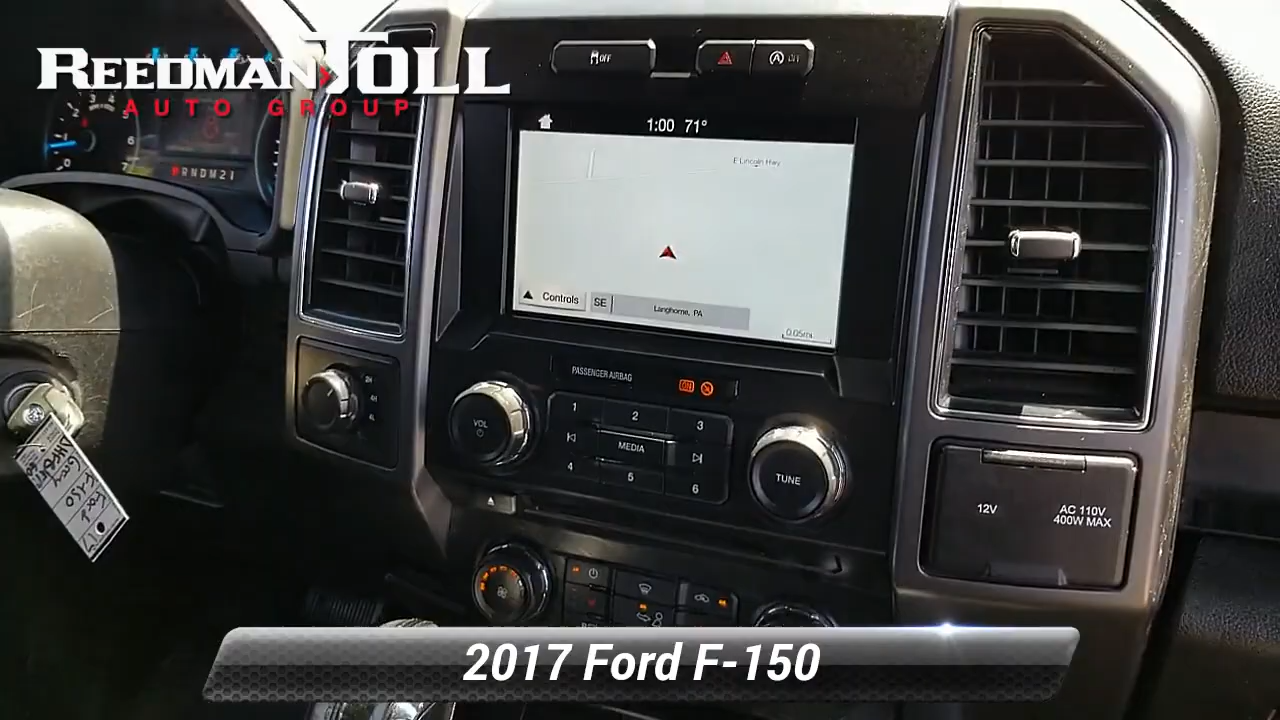 REEDMAN TOLL
AUTO GROUP
OFF
OFF
1:00 71°
E Lincoln Hwy
Controls
SE
Langhorne, PA
0.05mi
PRNDM21
2H
4H
4L
PASSENGER AIRBAG
OFF
VOL
1
2
3
MEDIA
4
5
6
TUNE
12V
AC 110V
400W MAX
2017 Ford F-150